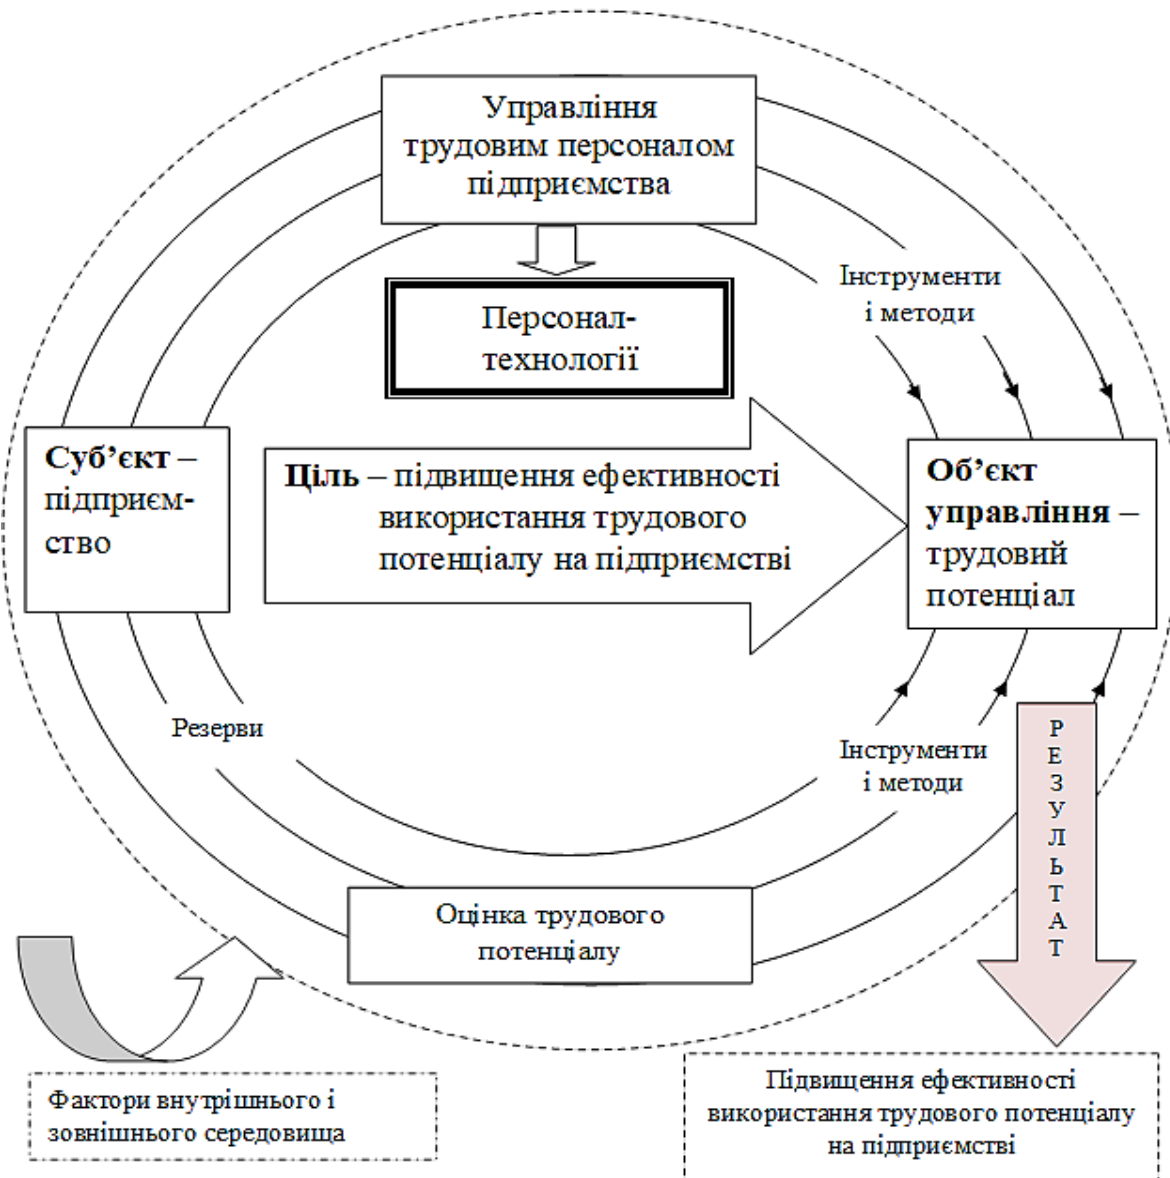 Управління
трудовим персоналом
підприємства
Інструменти
і методи
Персонал-
технології
Суб’єкт –
підприєм-
ство
Ціль – підвищення ефективності
використання трудового
потенціалу на підприємстві
Об’єкт
управління –
трудовий
потенціал
Резерви
Інструменти
і методи
РЕЗУЛЬТАТ
Оцінка трудового
потенціалу
Фактори внутрішнього і
зовнішнього середовища
Підвищення ефективності
використання трудового потенціалу
на підприємстві